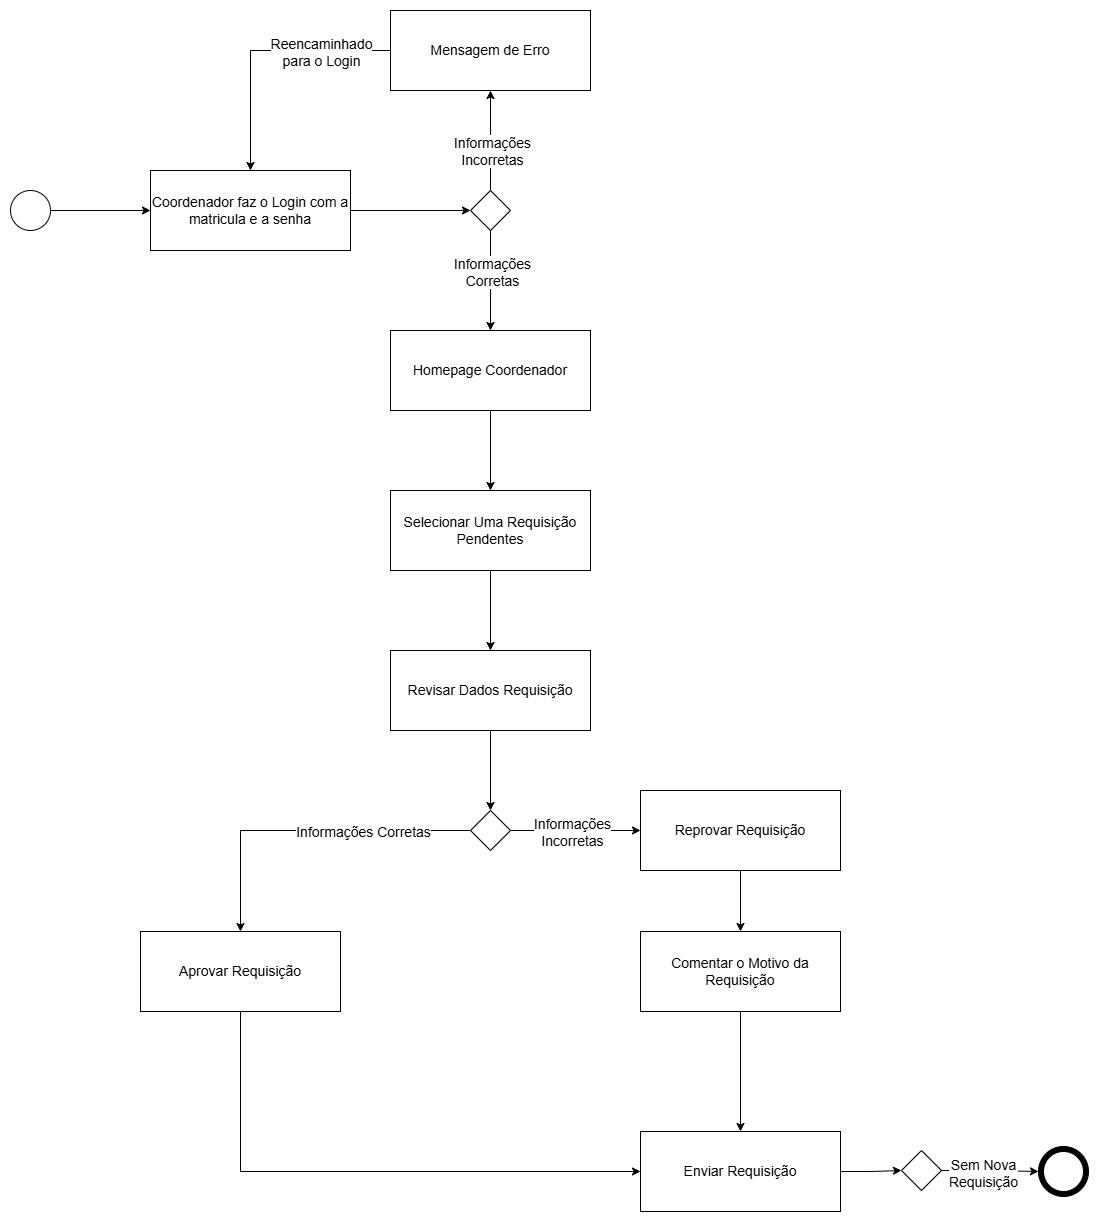 Mensagem de Erro
Reencaminhado
para o Login
Informações
Incorretas
Coordenador faz o Login com a
matricula e a senha
Informações
Corretas
Homepage Coordenador
Selecionar Uma Requisição
Pendentes
Revisar Dados Requisição
Informações Corretas
Informações
Incorretas
Reprovar Requisição
Aprovar Requisição
Comentar o Motivo da
Requisição
Enviar Requisição
Sem Nova
Requisição